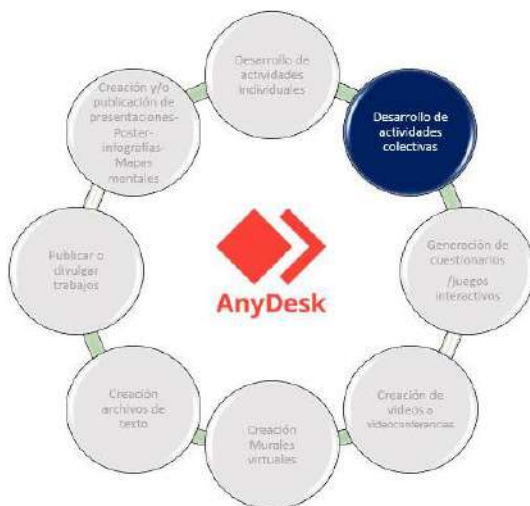 Desarrollo de
actividades
individuales
Desarrollo de
actividades
colectivas
Generación de
cuestionarios
/juegos
interactivos
Creación de
videos o
videoconferencias
Creación
Murales
virtuales
Creación
archivos de
texto
Publicar o
divulgar
trabajos
Creación y/o
publicación de
presentaciones-
Poster-
infografías-
Mapas
mentales
AnyDesk